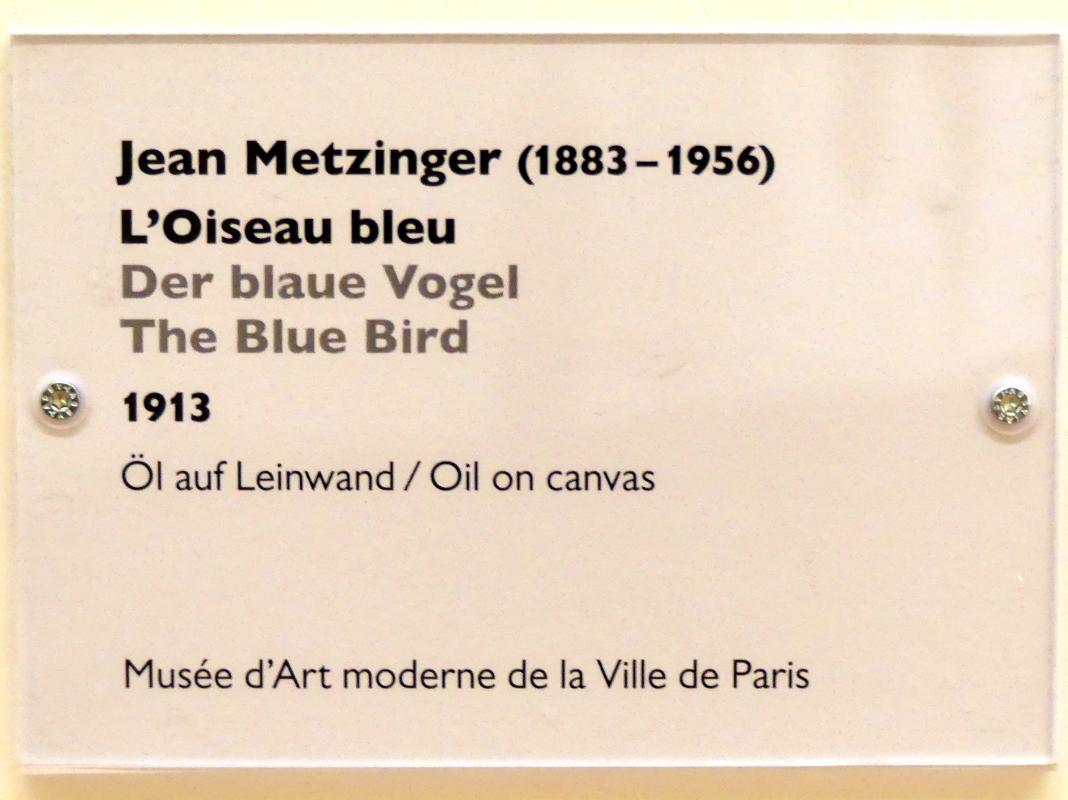 Jean Metzinger (1883 – 1956)
L’Oiseau bleu
Der blaue Vogel
The Blue Bird
1913
Öl auf Leinwand / Oil on canvas
Musée d’Art moderne de la Ville de Paris